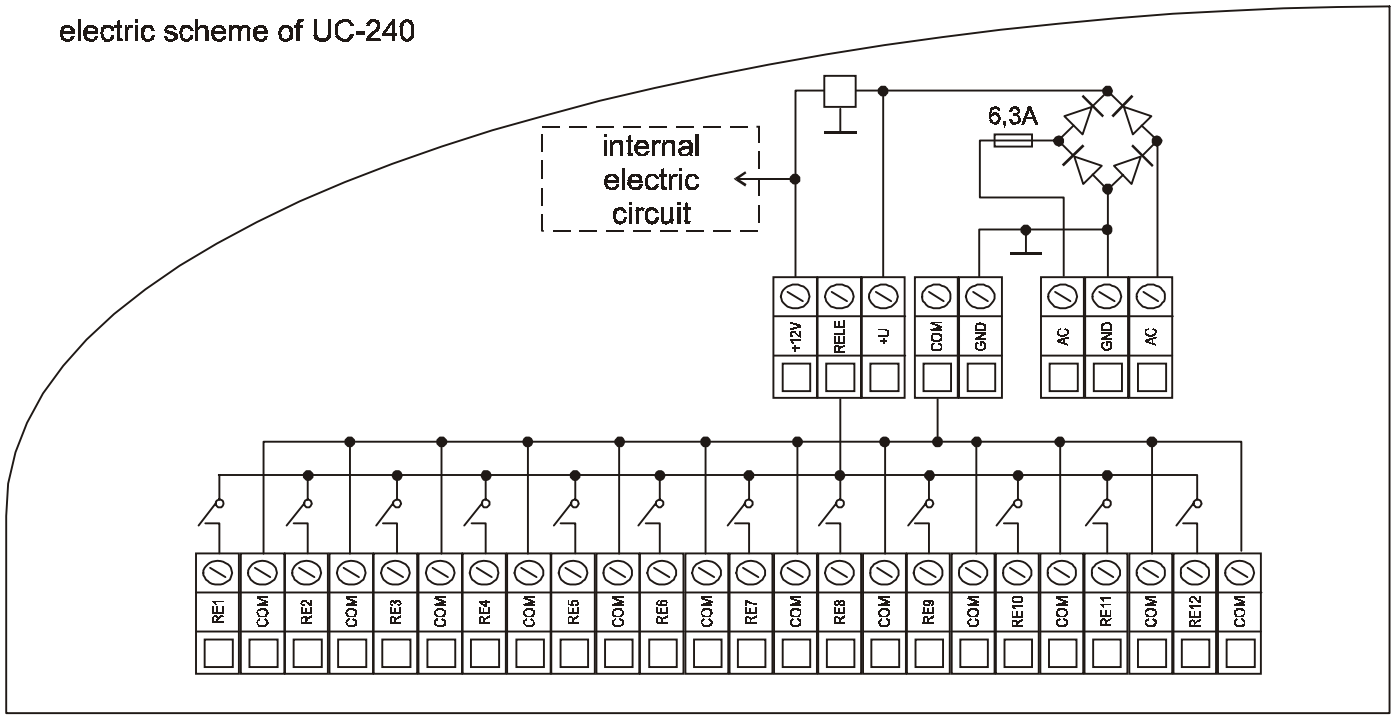 electric scheme of UC-240
6,3A
internal
electric
circuit
+12V
RELE
+U
COM
GND
AC
GND
AC
RE1
COM
RE2
COM
RE3
COM
RE4
COM
RE5
COM
RE6
COM
RE7
COM
RE8
COM
RE9
COM
RE10
COM
RE11
COM
RE12
COM